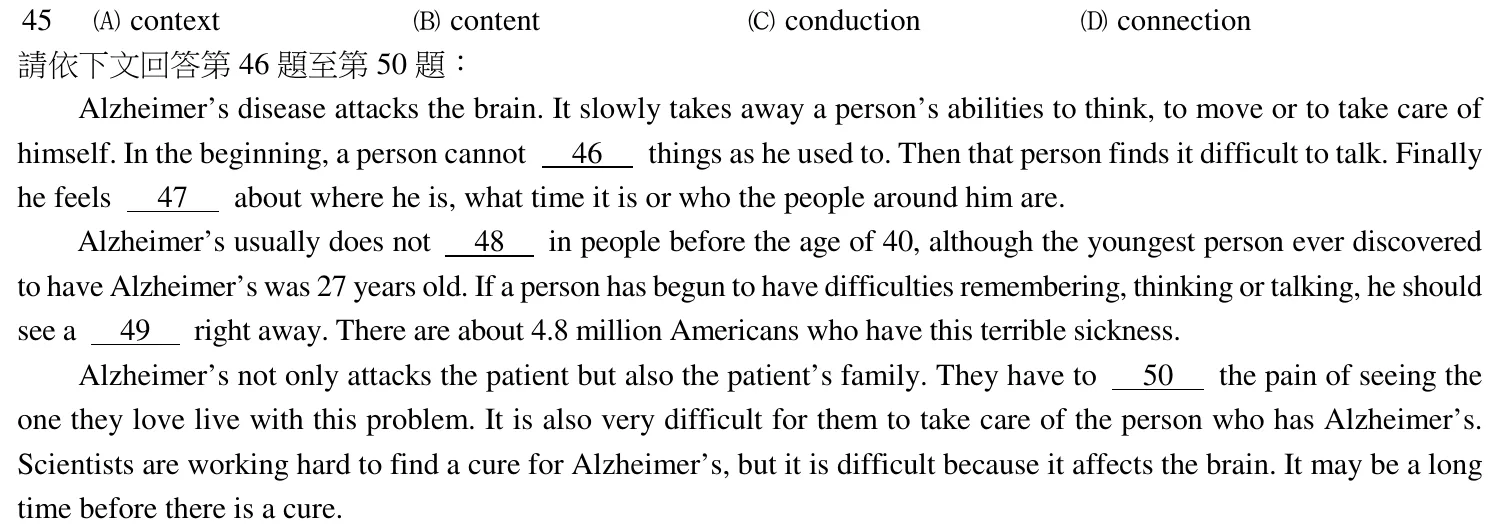 45 (A) context (B) content (C) conduction (D) connection
請依下文回答第 46 題至第 50 題：
Alzheimer’s disease attacks the brain. It slowly takes away a person’s abilities to think, to move or to take care of
himself. In the beginning, a person cannot 46 things as he used to. Then that person finds it difficult to talk. Finally
he feels 47 about where he is, what time it is or who the people around him are.
Alzheimer’s usually does not 48 in people before the age of 40, although the youngest person ever discovered
to have Alzheimer’s was 27 years old. If a person has begun to have difficulties remembering, thinking or talking, he should
see a 49 right away. There are about 4.8 million Americans who have this terrible sickness.
Alzheimer’s not only attacks the patient but also the patient’s family. They have to 50 the pain of seeing the
one they love live with this problem. It is also very difficult for them to take care of the person who has Alzheimer’s.
Scientists are working hard to find a cure for Alzheimer’s, but it is difficult because it affects the brain. It may be a long
time before there is a cure.